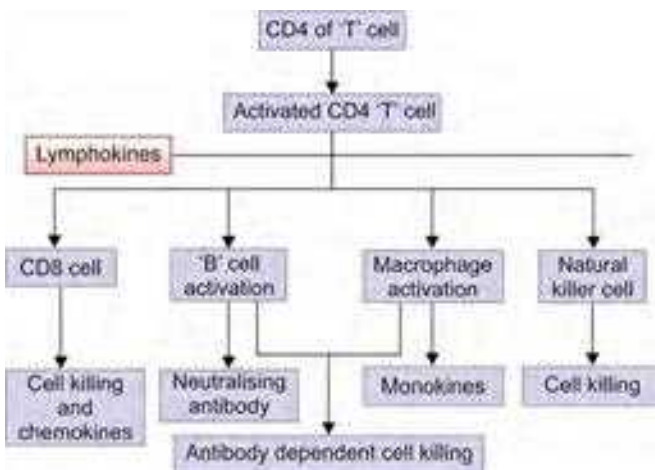 CD4 of 'T' cell
Activated CD4 'T' cell
Lymphokines
CD8 cell
'B' cell
activation
Macrophage
activation
Natural
killer cell
Cell killing
and
chemokines
Neutralising
antibody
Monokines
Cell killing
Antibody dependent cell killing